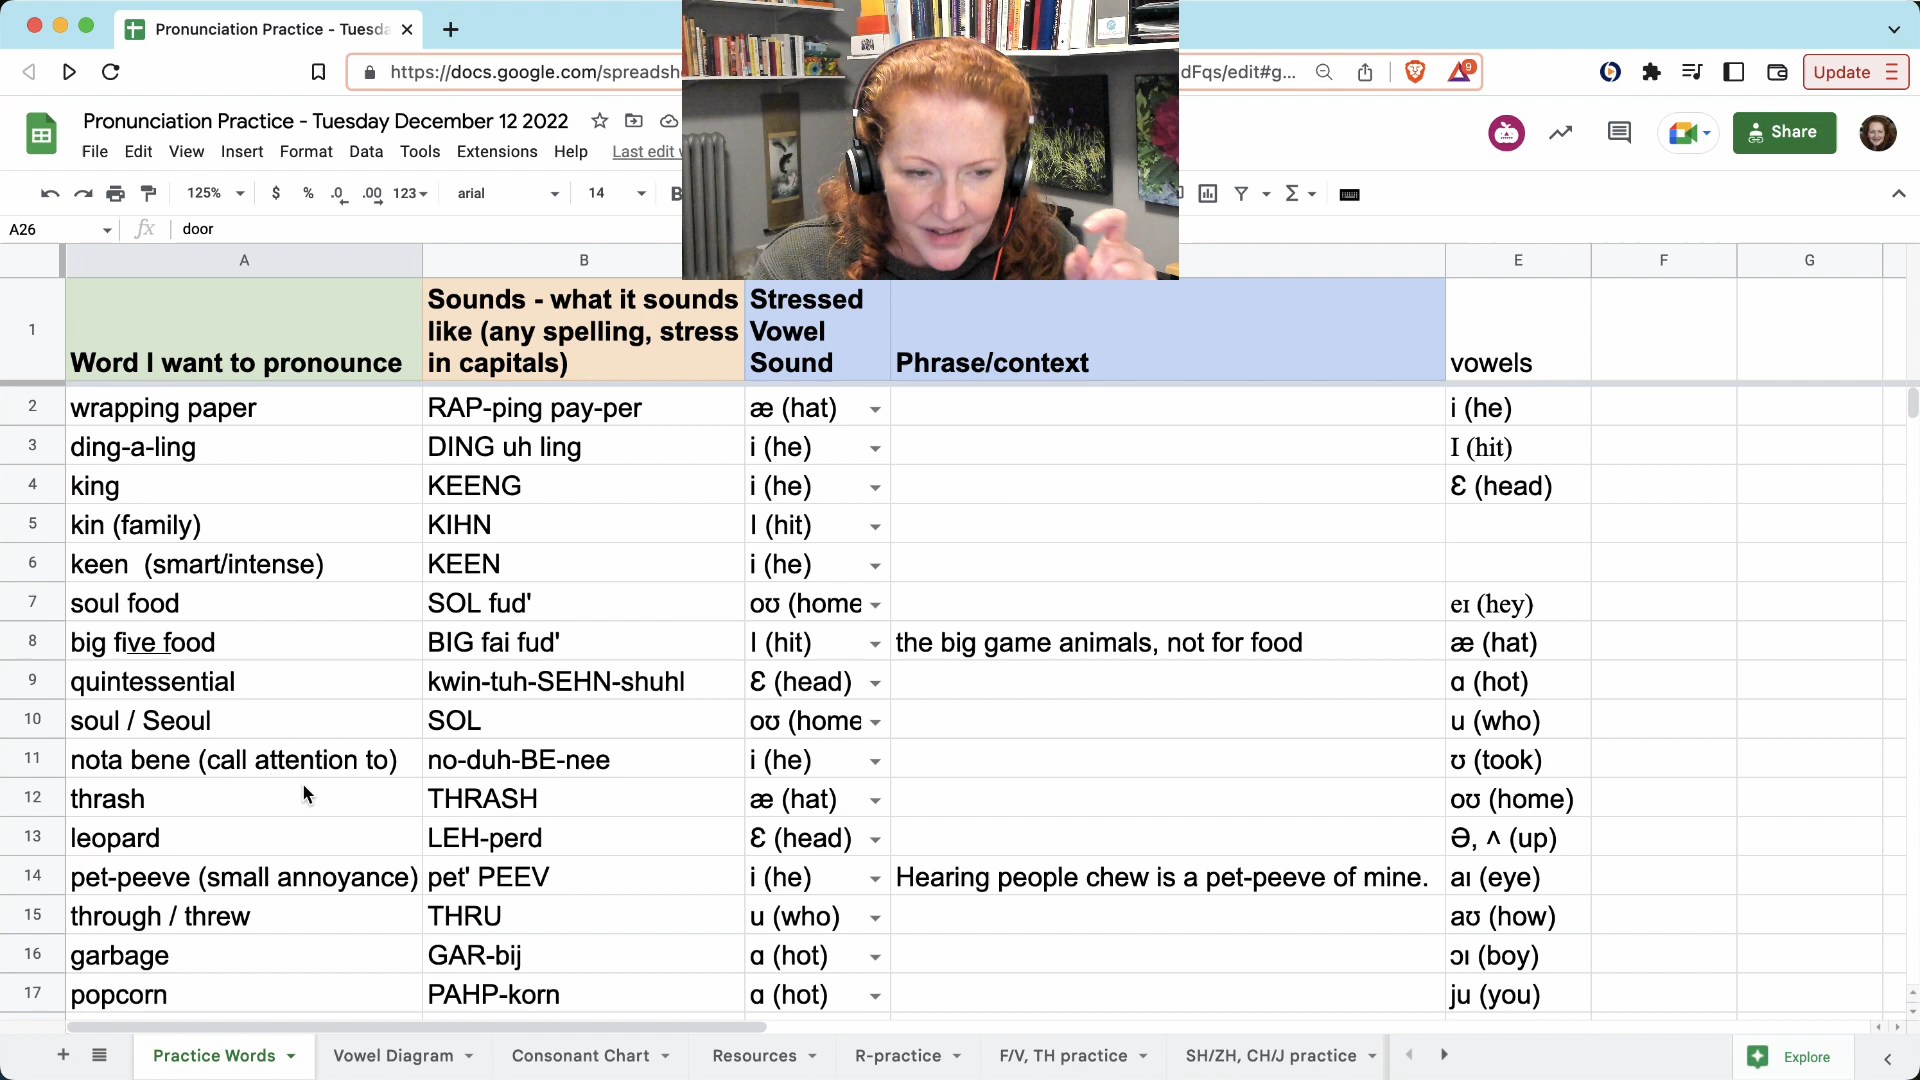 Pronunciation Practice - Tuesda
https://docs.google.com/spreadsh
dFqs/edit#g...
9
Update
Pronunciation Practice - Tuesday December 12 2022
Share
File Edit View Insert Format Data Tools Extensions Help Last edit
125% $ % .0 .00 123 arial 14 B
A26 fx door
A B E F G
1 Word I want to pronounce
Sounds - what it sounds
like (any spelling, stress
in capitals)
Stressed
Vowel
Sound
Phrase/context
vowels
2 wrapping paper RAP-ping pay-per æ (hat) i (he)
3 ding-a-ling DING uh ling i (he) I (hit)
4 king KEENG i (he) Ɛ (head)
5 kin (family) KIHN I (hit)
6 keen (smart/intense) KEEN i (he)
7 soul food SOL fud' oʊ (home eɪ (hey)
8 big five food BIG fai fud' I (hit) the big game animals, not for food æ (hat)
9 quintessential kwin-tuh-SEHN-shuhl Ɛ (head) ɑ (hot)
10 soul / Seoul SOL oʊ (home u (who)
11 nota bene (call attention to) no-duh-BE-nee i (he) ʊ (took)
12 thrash THRASH æ (hat) oʊ (home)
13 leopard LEH-perd Ɛ (head) Ə, ʌ (up)
14 pet-peeve (small annoyance) pet' PEEV i (he) Hearing people chew is a pet-peeve of mine. aɪ (eye)
15 through / threw THRU u (who) aʊ (how)
16 garbage GAR-bij ɑ (hot) ɔɪ (boy)
17 popcorn PAHP-korn ɑ (hot) ju (you)
Practice Words Vowel Diagram Consonant Chart Resources R-practice F/V, TH practice SH/ZH, CH/J practice Explore